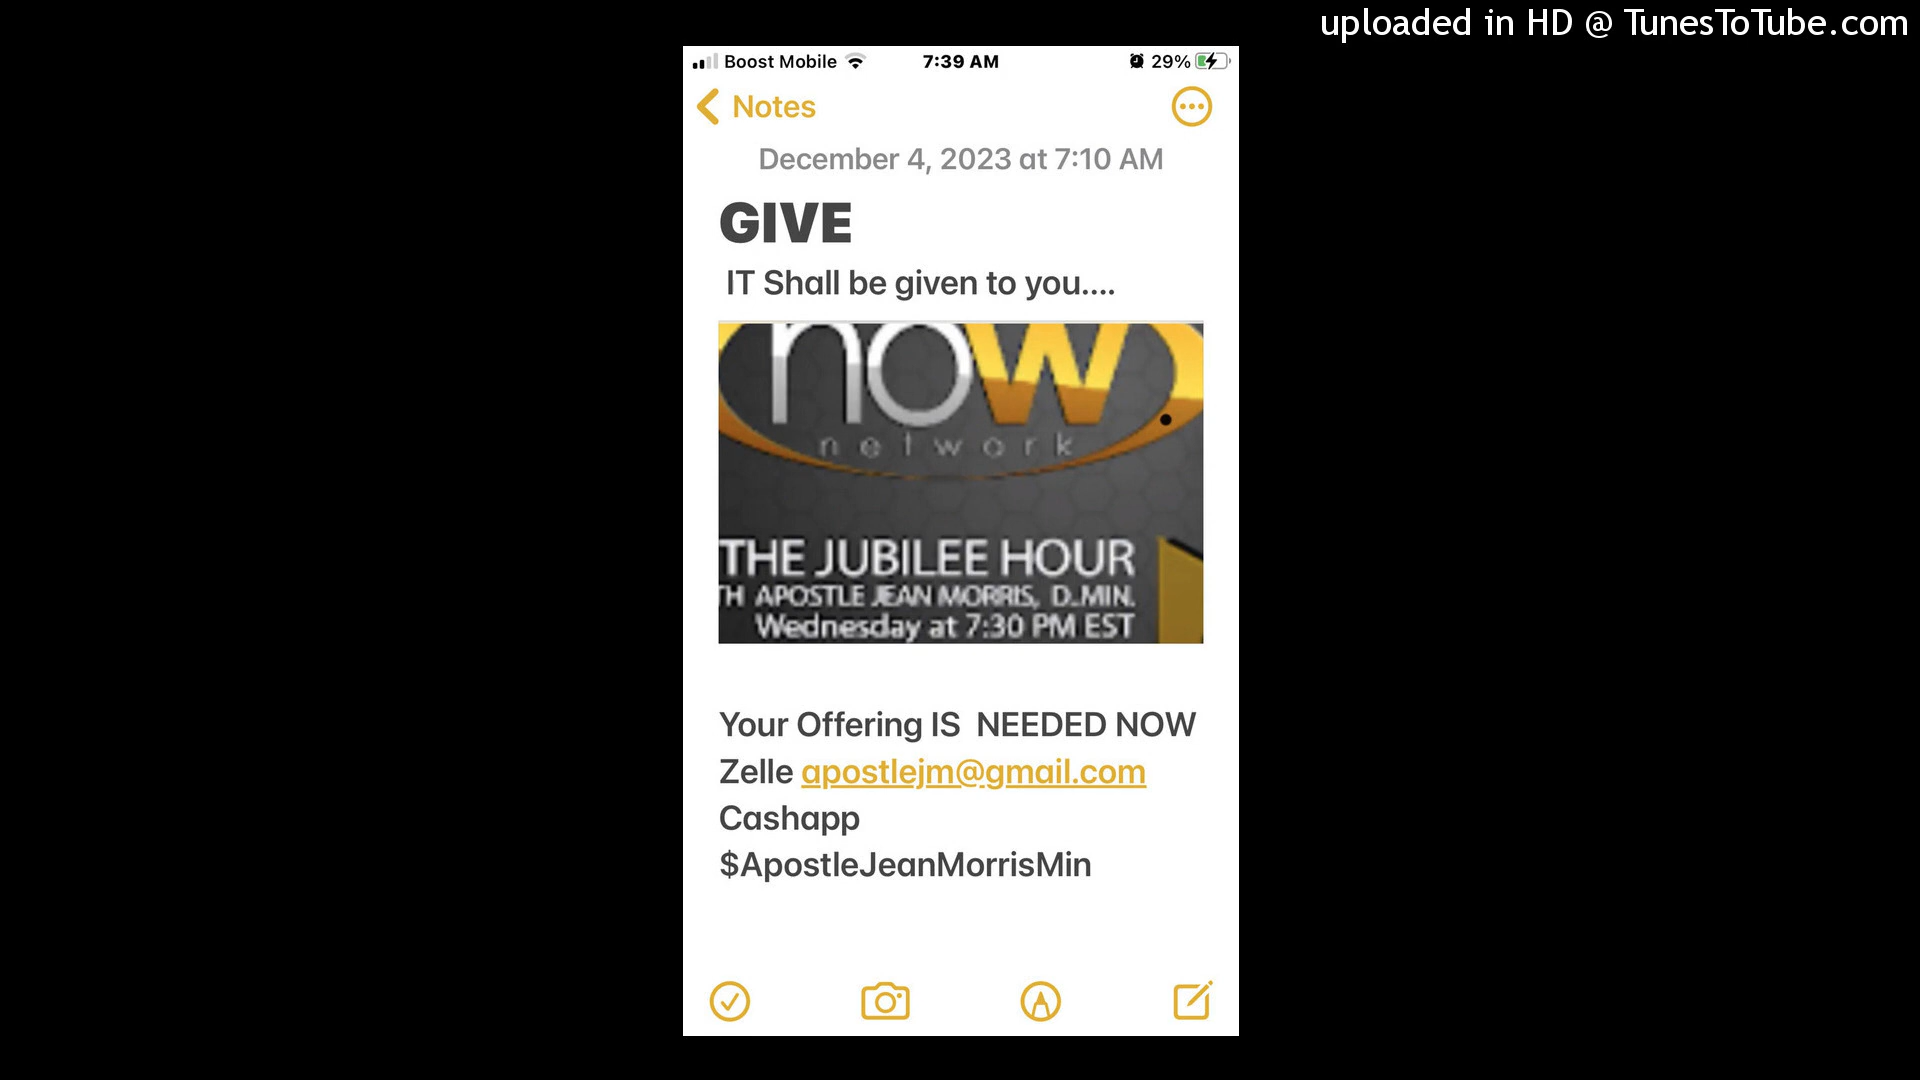 uploaded in HD @ TunesToTube.com
Boost Mobile 7:39 AM 29%
Notes
December 4, 2023 at 7:10 AM
GIVE
IT Shall be given to you....
now
network
THE JUBILEE HOUR
TH APOSTLE JEAN MORRIS, D..MIN.
Wednesday at 7:30 PM EST
Your Offering IS NEEDED NOW
Zelle apostlejm@gmail.com
Cashapp
$ApostleJeanMorrisMin